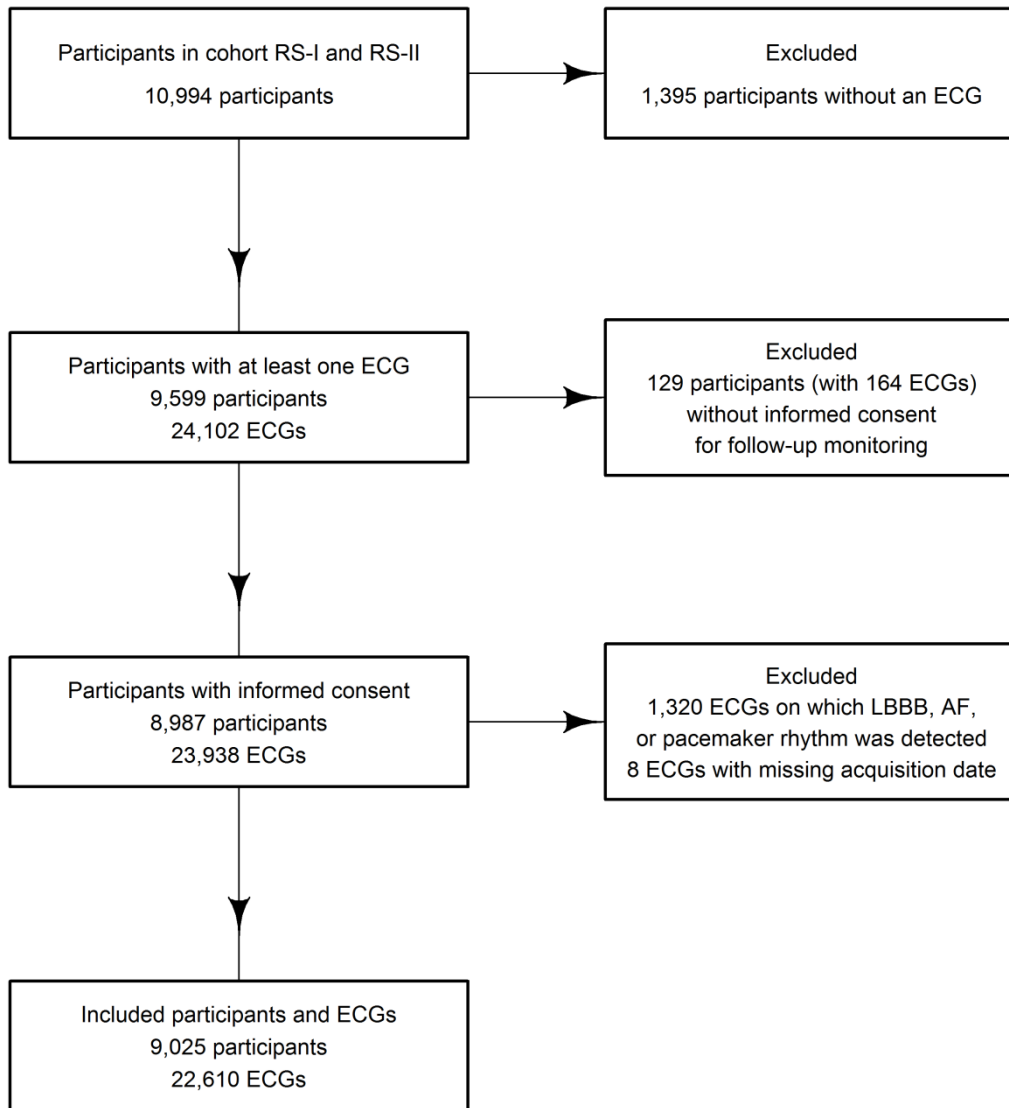 Participants in cohort RS-I and RS-II
10,994 participants
Excluded
1,395 participants without an ECG
Participants with at least one ECG
9,599 participants
24,102 ECGs
Excluded
129 participants (with 164 ECGs)
without informed consent
for follow-up monitoring
Participants with informed consent
8,987 participants
23,938 ECGs
Excluded
1,320 ECGs on which LBBB, AF,
or pacemaker rhythm was detected
8 ECGs with missing acquisition date
Included participants and ECGs
9,025 participants
22,610 ECGs